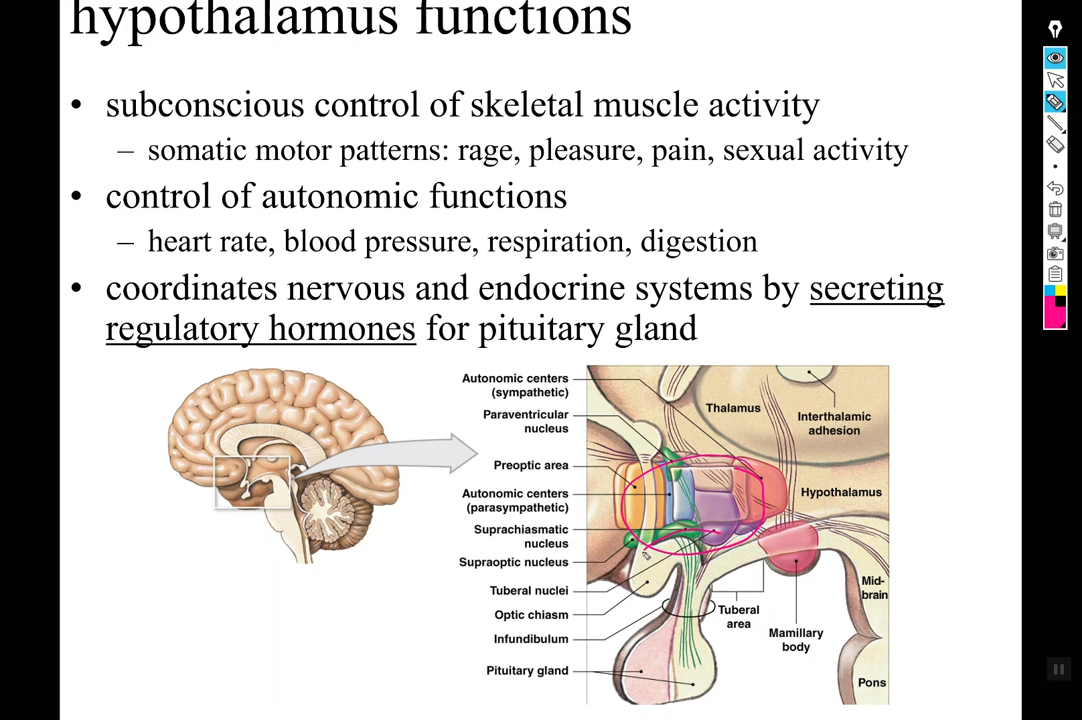 hypothalamus functions
• subconscious control of skeletal muscle activity
– somatic motor patterns: rage, pleasure, pain, sexual activity
• control of autonomic functions
– heart rate, blood pressure, respiration, digestion
• coordinates nervous and endocrine systems by secreting
regulatory hormones for pituitary gland
Autonomic centers
(sympathetic)
Paraventricular
nucleus
Preoptic area
Autonomic centers
(parasympathetic)
Suprachiasmatic
nucleus
Supraoptic nucleus
Tuberal nuclei
Optic chiasm
Infundibulum
Pituitary gland
Thalamus
Interthalamic
adhesion
Hypothalamus
Mid-
brain
Tuberal
area
Mamillary
body
Pons